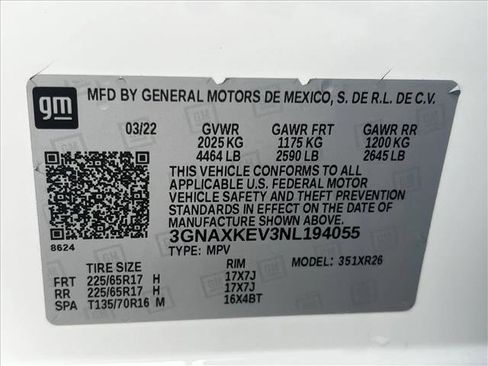 gm
MFD BY GENERAL MOTORS DE MEXICO, S. DE R.L. DE C.V.
03/22 GVWR GAWR FRT GAWR RR
2025 KG 1175 KG 1200 KG
4464 LB 2590 LB 2645 LB
THIS VEHICLE CONFORMS TO ALL
APPLICABLE U.S. FEDERAL MOTOR
VEHICLE SAFETY AND THEFT PREVENTION
STANDARDS IN EFFECT ON THE DATE OF
MANUFACTURE SHOWN ABOVE.
8624 3GNAXKEV3NL194055
TYPE: MPV MODEL: 351XR26
TIRE SIZE RIM
FRT 225/65R17 H 17X7J
RR 225/65R17 H 17X7J
SPA T135/70R16 M 16X4BT